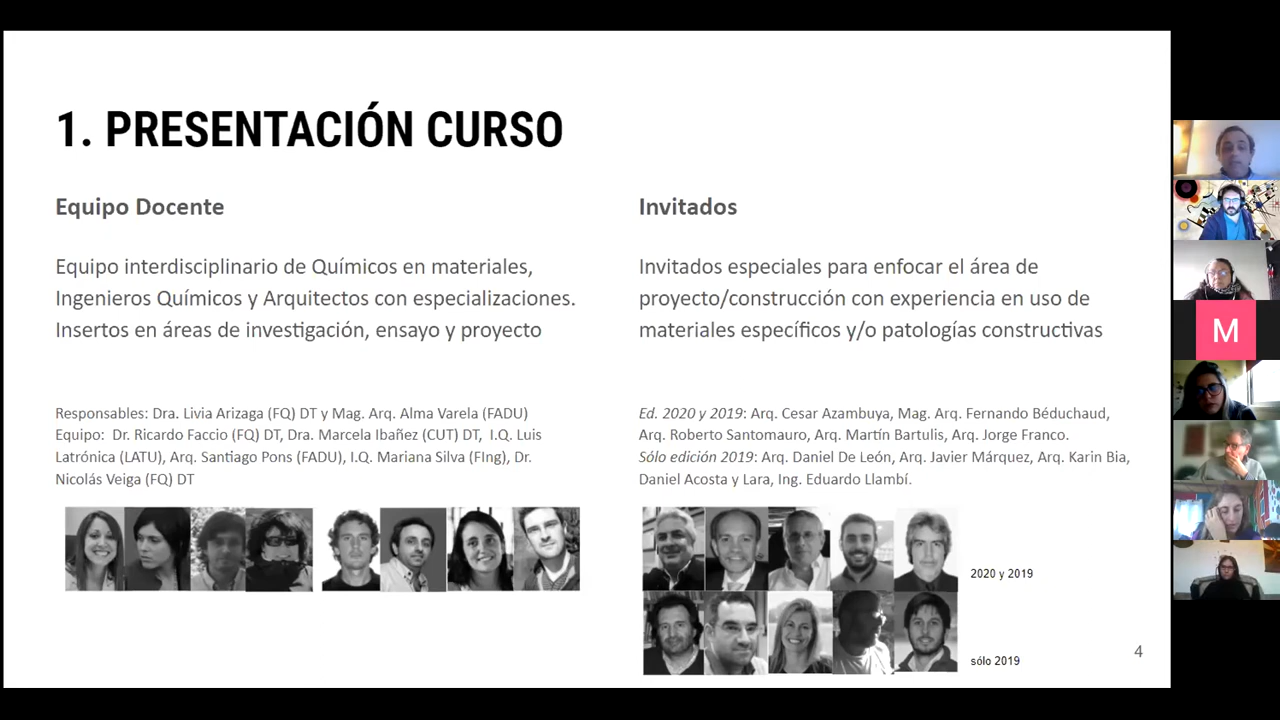 1. PRESENTACIÓN CURSO
Equipo Docente
Equipo interdisciplinario de Químicos en materiales,
Ingenieros Químicos y Arquitectos con especializaciones.
Insertos en áreas de investigación, ensayo y proyecto
Responsables: Dra. Livia Arizaga (FQ) DT y Mag. Arq. Alma Varela (FADU)
Equipo: Dr. Ricardo Faccio (FQ) DT, Dra. Marcela Ibañez (CUT) DT, I.Q. Luis
Latrónica (LATU), Arq. Santiago Pons (FADU), I.Q. Mariana Silva (FIng), Dr.
Nicolás Veiga (FQ) DT
Invitados
Invitados especiales para enfocar el área de
proyecto/construcción con experiencia en uso de
materiales específicos y/o patologías constructivas
Ed. 2020 y 2019: Arq. Cesar Azambuya, Mag. Arq. Fernando Béduchaud,
Arq. Roberto Santomauro, Arq. Martín Bartulis, Arq. Jorge Franco.
Sólo edición 2019: Arq. Daniel De León, Arq. Javier Márquez, Arq. Karin Bia,
Daniel Acosta y Lara, Ing. Eduardo Llambí.
2020 y 2019
sólo 2019
4
M